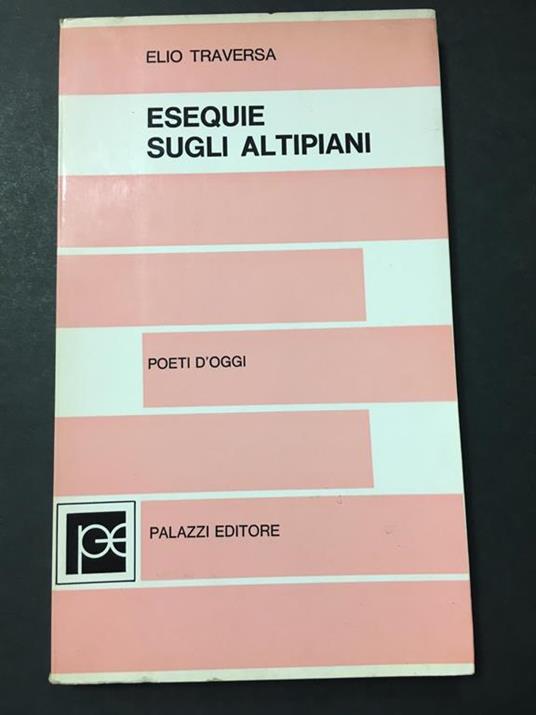 ELIO TRAVERSA
ESEQUIE
SUGLI ALTIPIANI
POETI D'OGGI
pe
PALAZZI EDITORE